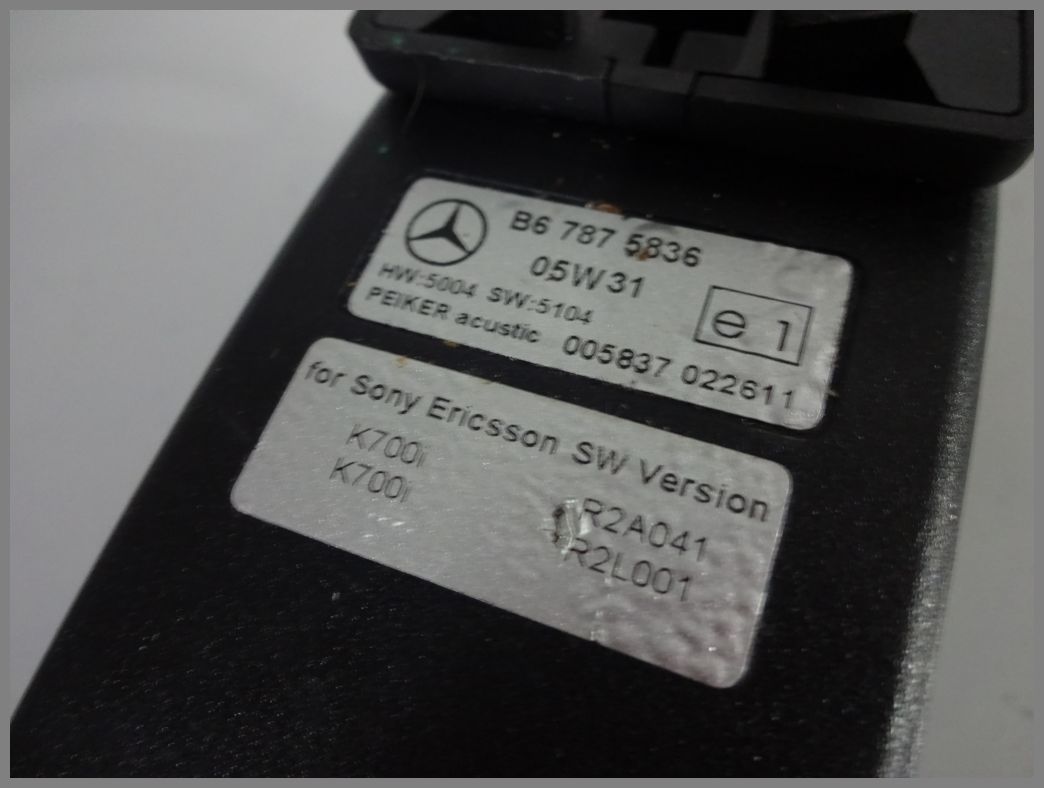 B6 787 5836
05W31
HW:5004 SW:5104
PEIKER acustic 005837 022611
e 1
for Sony Ericsson SW Version
K700i R2A041
K700i R2L001